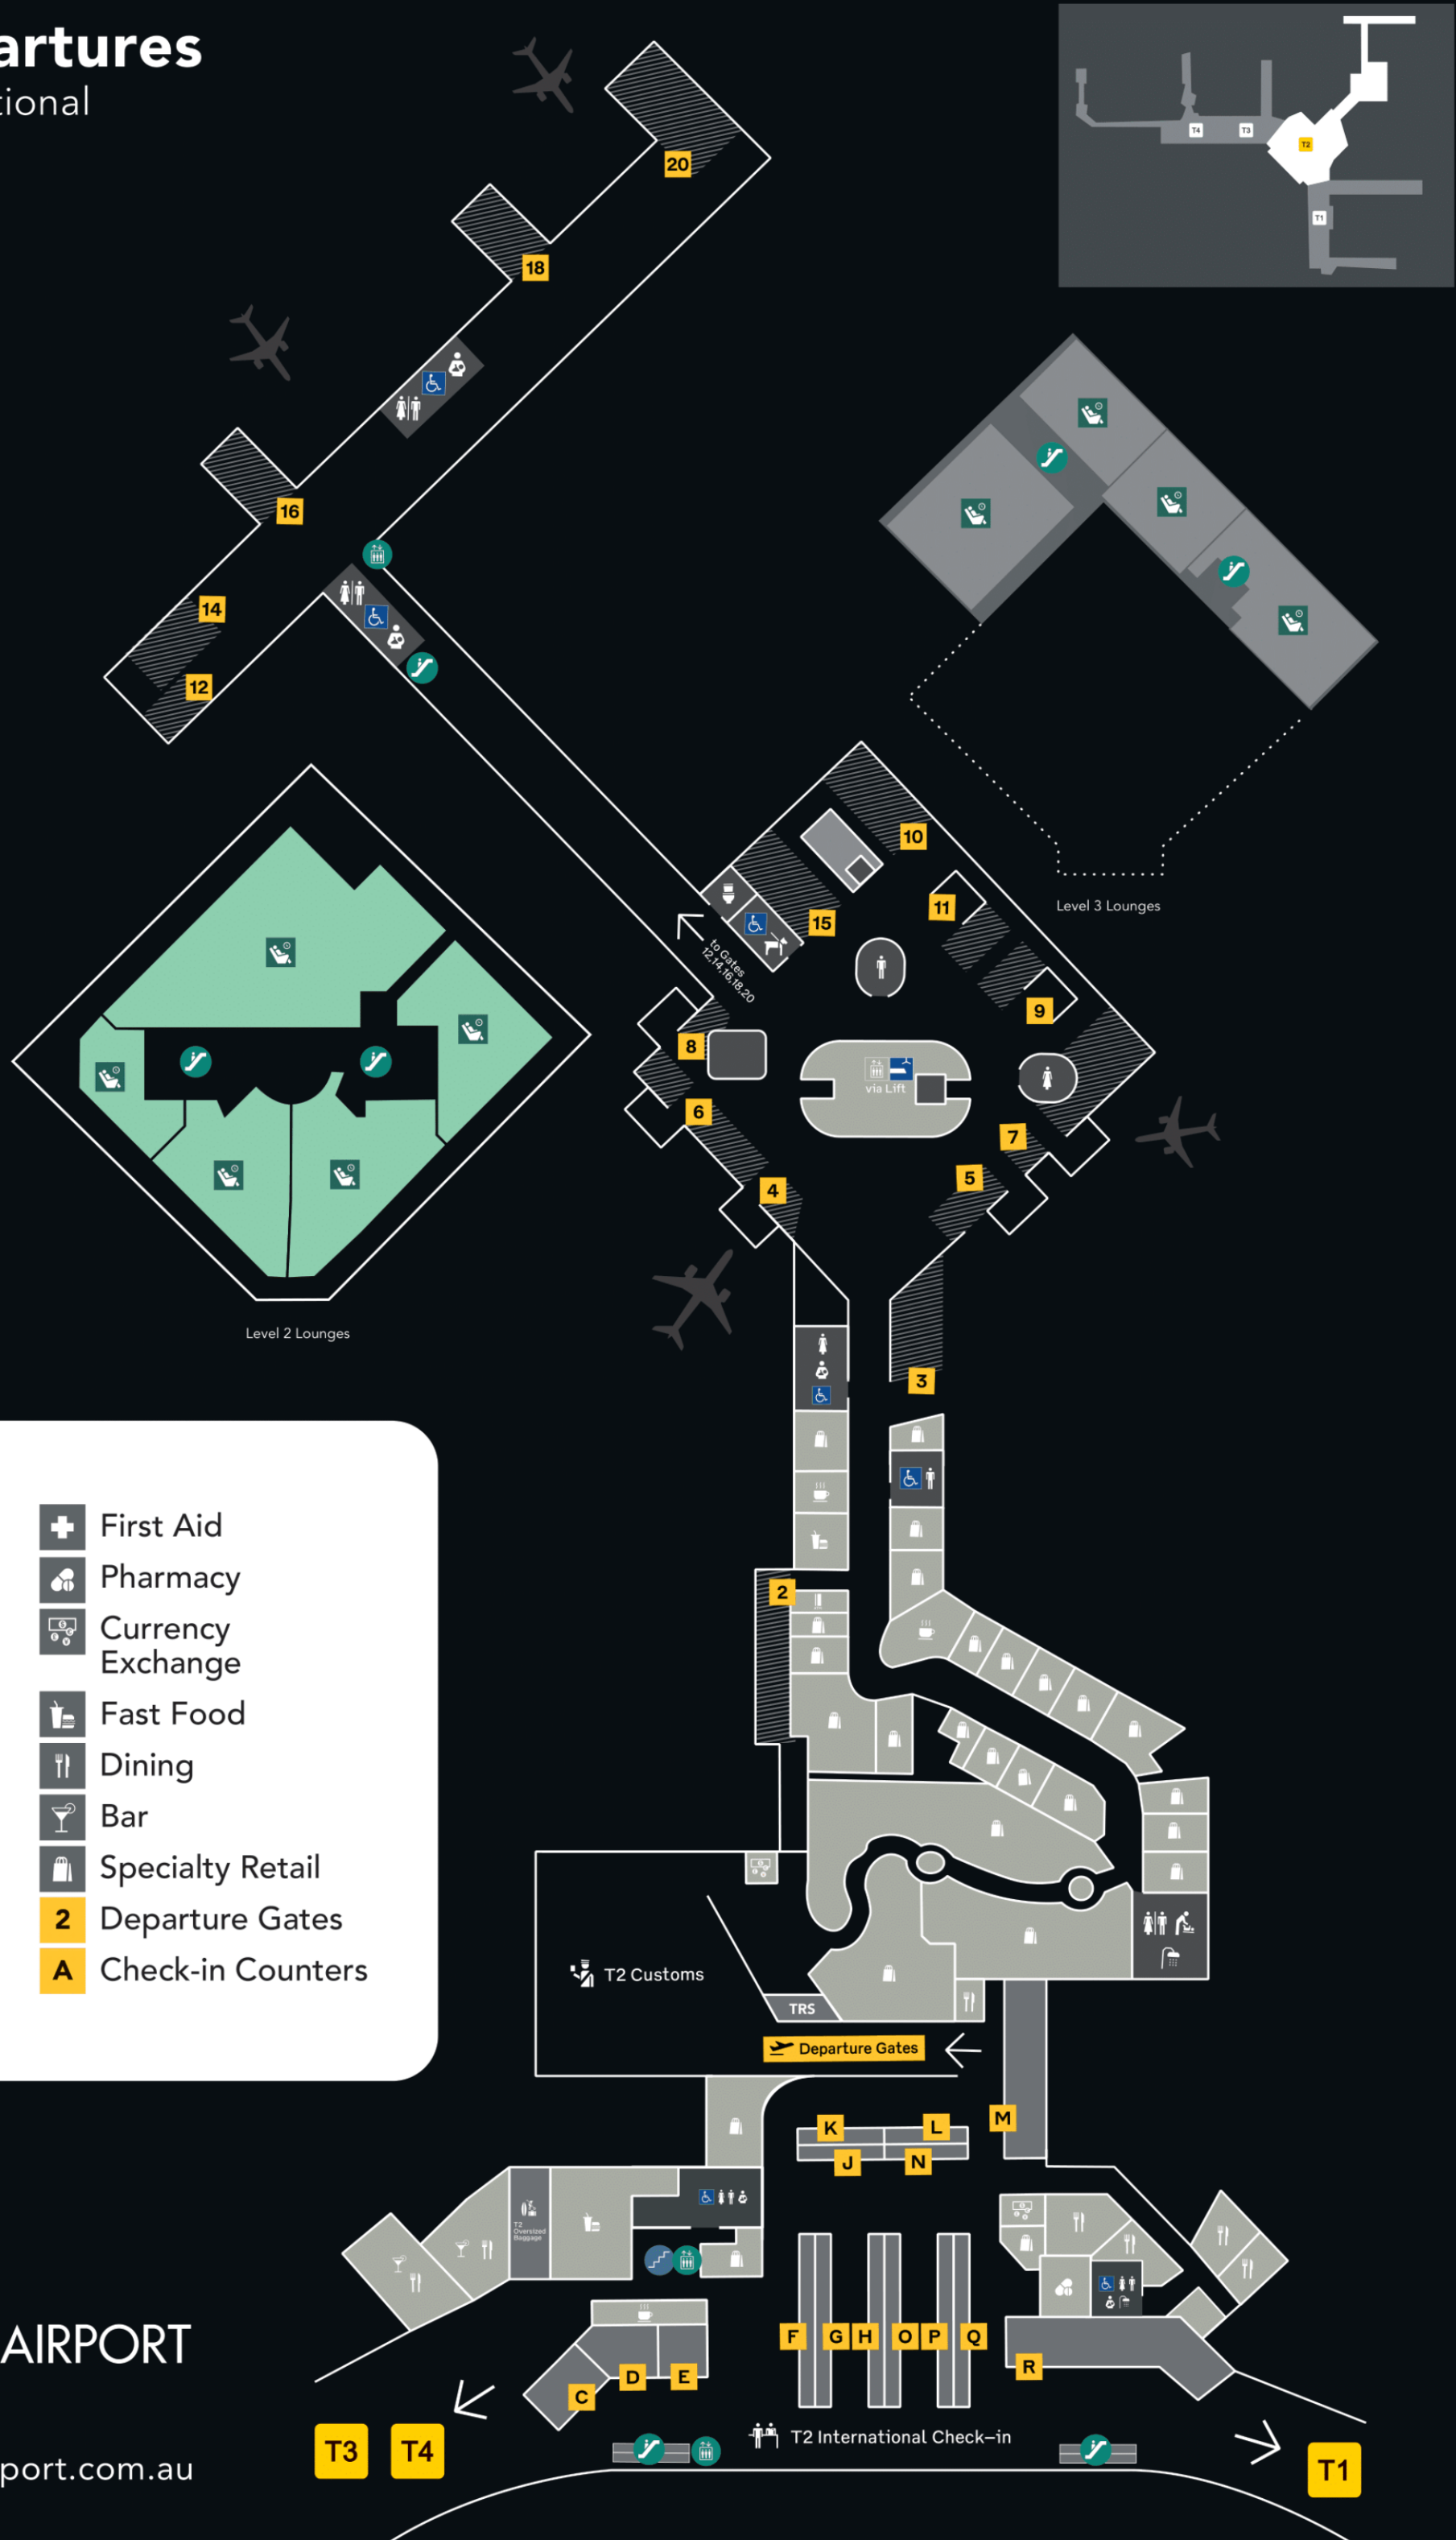 artures
tional
T4
T3
T2
T1
20
18
16
14
12
10
11
15
to Gates
12,14,16,18,20
9
8
via Lift
6
7
5
4
3
Level 3 Lounges
Level 2 Lounges
First Aid
Pharmacy
Currency
Exchange
Fast Food
Dining
Bar
Specialty Retail
2 Departure Gates
A Check-in Counters
2
T2 Customs
TRS
Departure Gates
M
K
L
J
N
T2
Oversized
Baggage
F
G
H
O
P
Q
R
D
E
C
AIRPORT
T3
T4
T2 International Check–in
T1
port.com.au